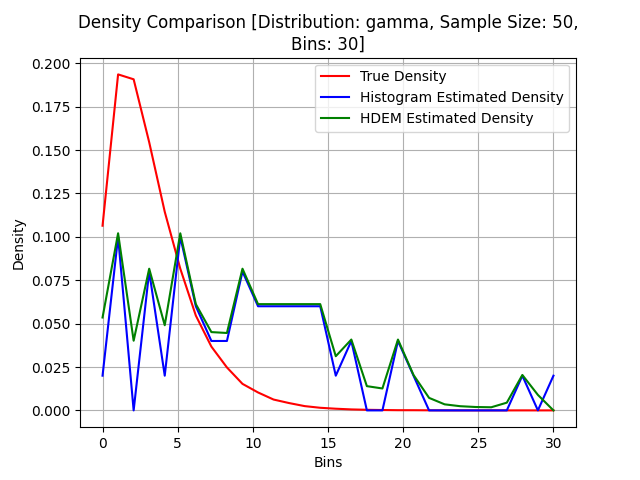 Density Comparison [Distribution: gamma, Sample Size: 50,
Bins: 30]
True Density
Histogram Estimated Density
HDEM Estimated Density
Density
0.200
0.175
0.150
0.125
0.100
0.075
0.050
0.025
0.000
0 5 10 15 20 25 30
Bins